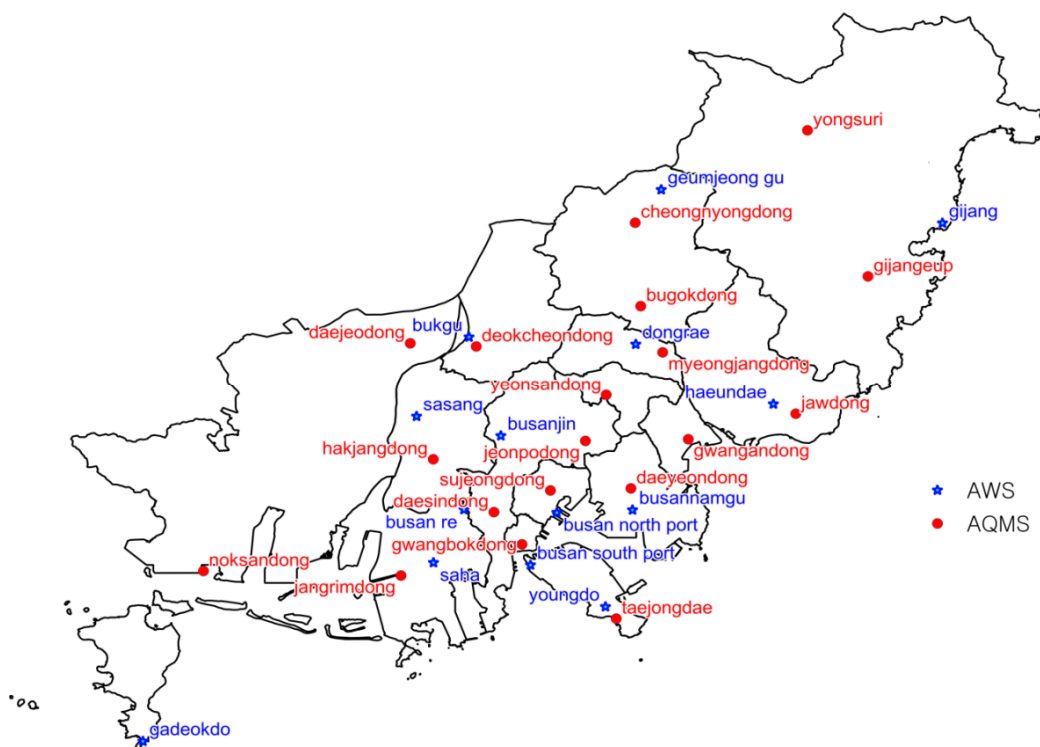 yongsuri
geumjeong gu
cheongnyongdong
gijang
gijangeup
bugokdong
daejeodong
bukgu
deokcheondong
dongrae
myeongjangdong
yeonsandong
haeundae
jawdong
sasang
busanjin
hakjangdong
jeonpodong
gwangandong
sujeongdong
daeyeondong
AWS
daesindong
busannamgu
busan re
busan north port
AQMS
gwangbokdong
busan south port
noksandong
saha
jangrimdong
youngdo
taejongdae
gadeokdo